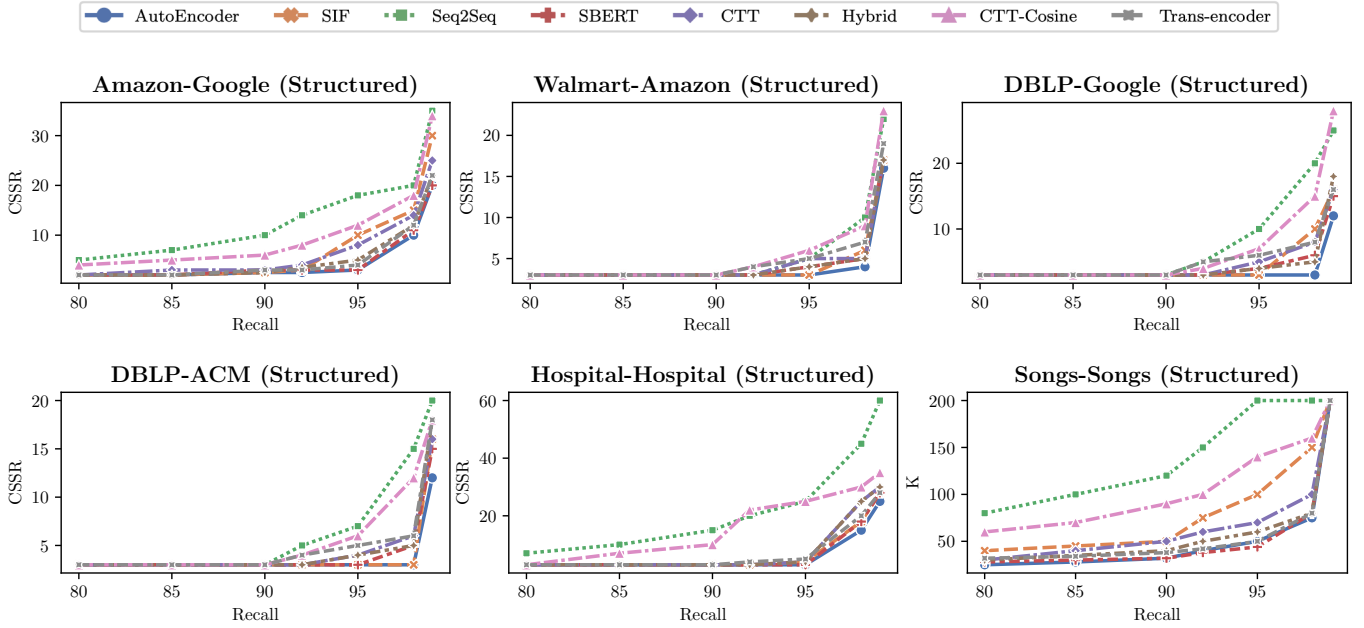 AutoEncoder SIF Seq2Seq SBERT CTT Hybrid CTT-Cosine Trans-encoder
Amazon-Google (Structured)
CSSR
30
20
10
80 85 90 95
Recall
Walmart-Amazon (Structured)
CSSR
20
15
10
5
80 85 90 95
Recall
DBLP-Google (Structured)
CSSR
20
10
80 85 90 95
Recall
DBLP-ACM (Structured)
CSSR
20
15
10
5
80 85 90 95
Recall
Hospital-Hospital (Structured)
CSSR
60
40
20
80 85 90 95
Recall
Songs-Songs (Structured)
K
200
150
100
50
80 85 90 95
Recall